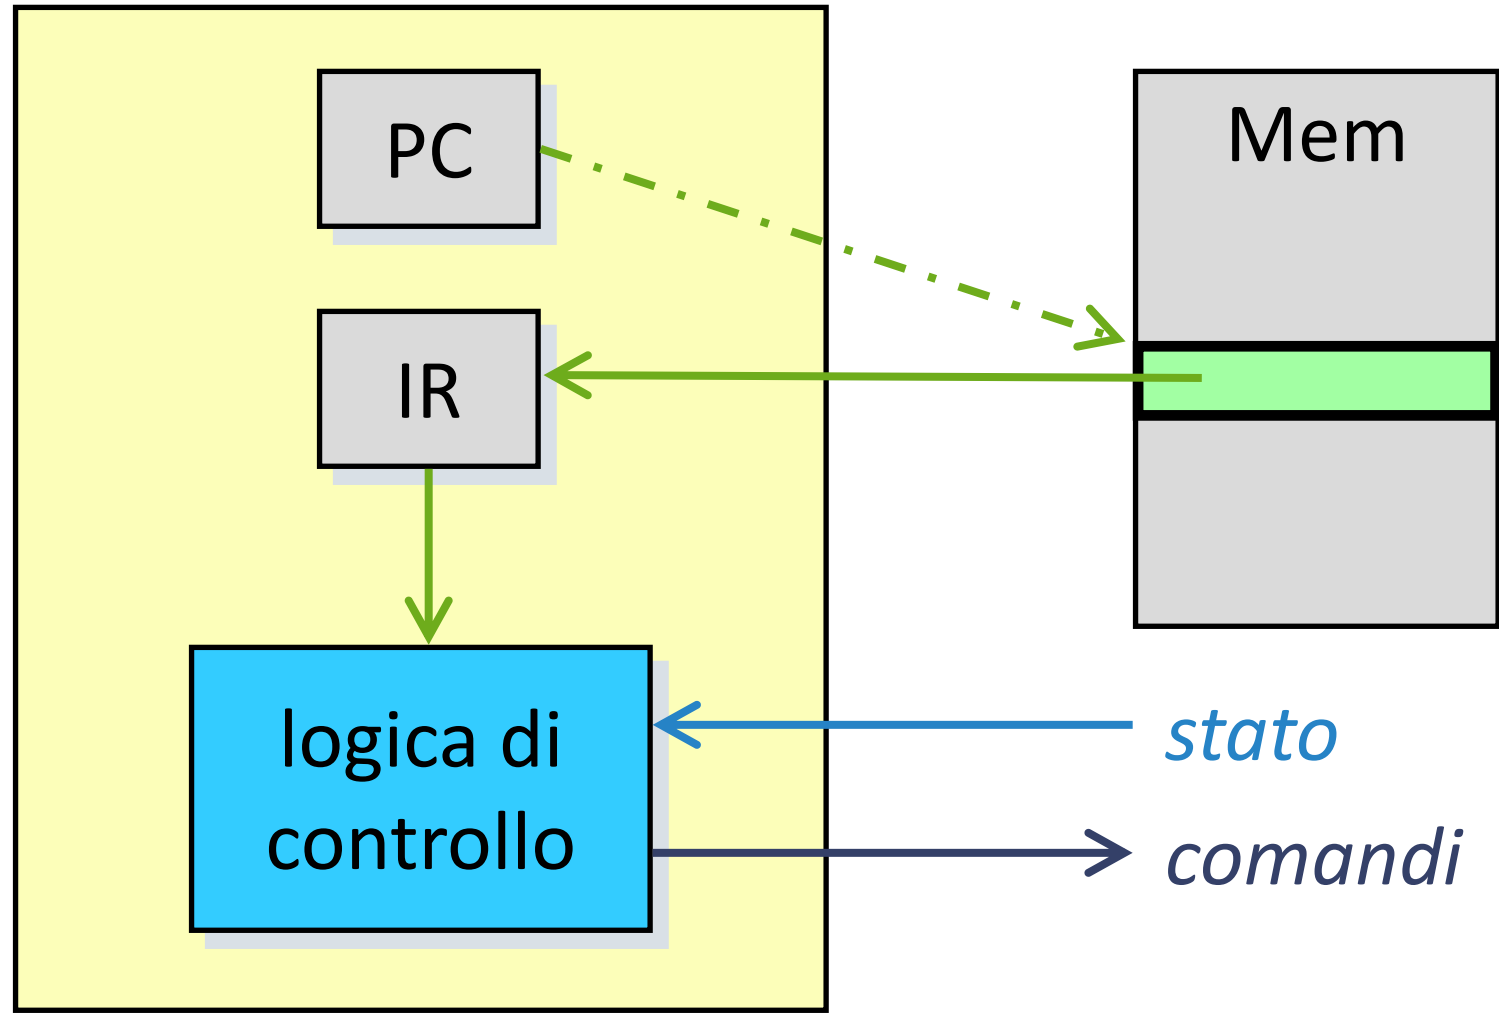 PC
Mem
IR
logica di
controllo
stato
comandi